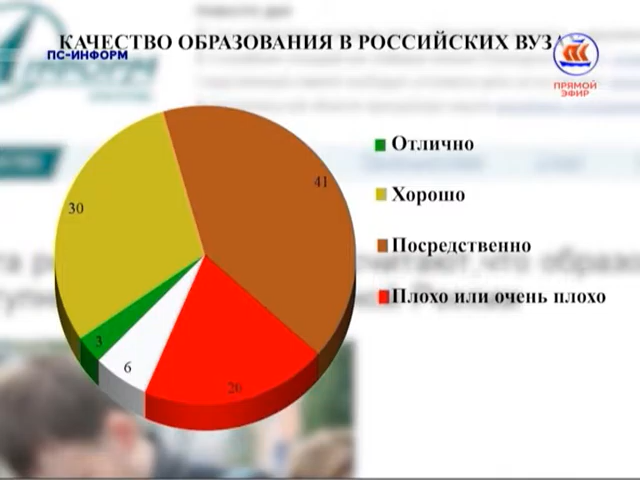 КАЧЕСТВО ОБРАЗОВАНИЯ В РОССИЙСКИХ ВУЗА
ПС-ИНФОРМ
ПРЯМОЙ
ЭФИР
Отлично
Хорошо
Посредственно
Плохо или очень плохо
41
30
3
6
20